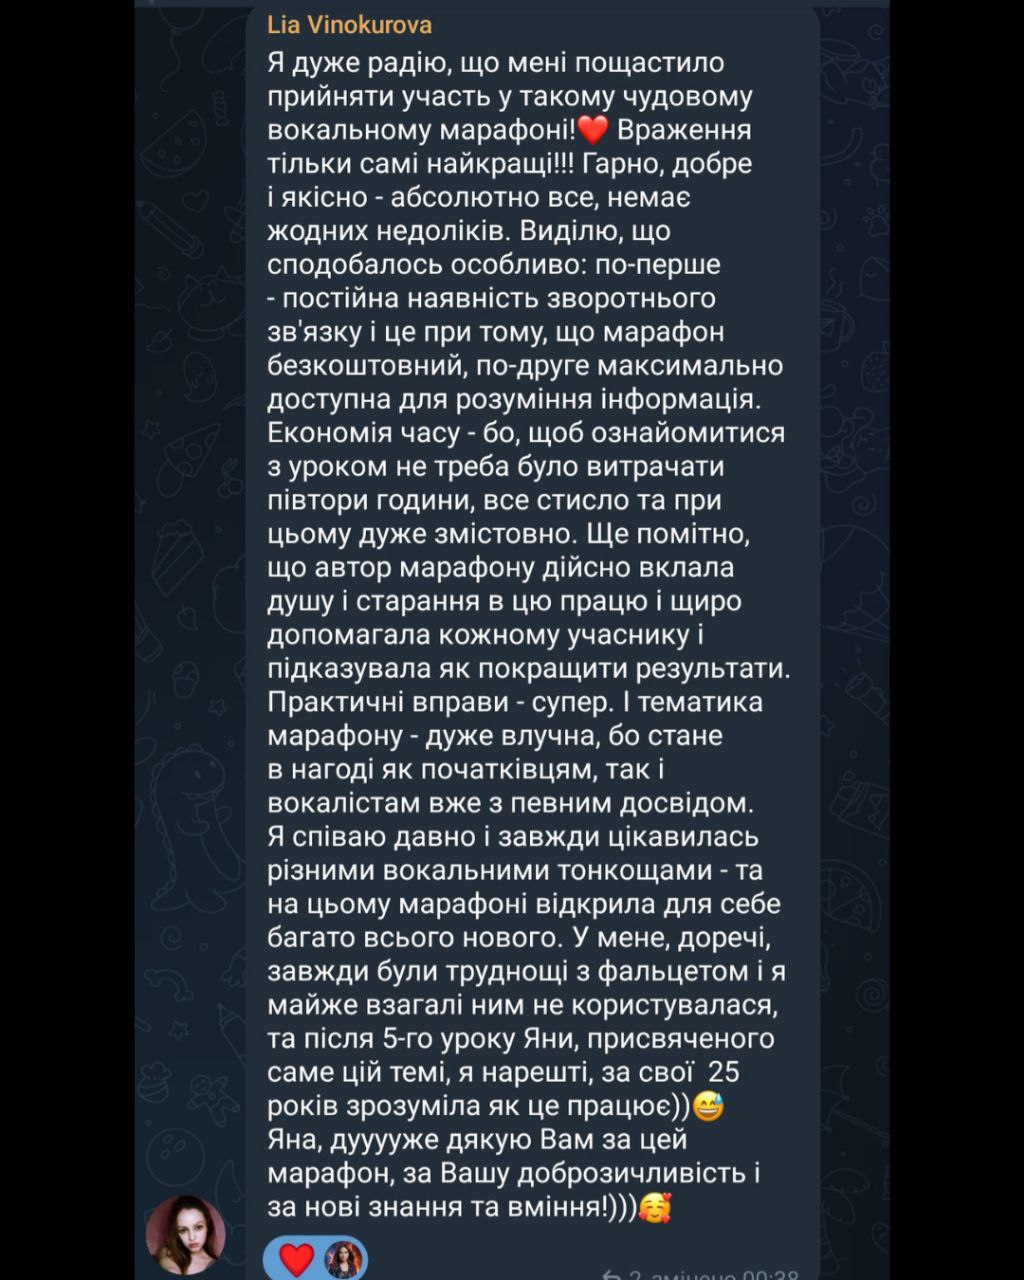 Lia Vinokurova
Я дуже радію, що мені пощастило
прийняти участь у такому чудовому
вокальному марафоні!❤️ Враження
тільки самі найкращі!!! Гарно, добре
і якісно - абсолютно все, немає
жодних недоліків. Виділю, що
сподобалось особливо: по-перше
- постійна наявність зворотнього
зв'язку і це при тому, що марафон
безкоштовний, по-друге максимально
доступна для розуміння інформація.
Економія часу - бо, щоб ознайомитися
з уроком не треба було витрачати
півтори години, все стисло та при
цьому дуже змістовно. Ще помітно,
що автор марафону дійсно вклала
душу і старання в цю працю і щиро
допомагала кожному учаснику і
підказувала як покращити результати.
Практичні вправи - супер. І тематика
марафону - дуже влучна, бо стане
в нагоді як початківцям, так і
вокалістам вже з певним досвідом.
Я співаю давно і завжди цікавилась
різними вокальними тонкощами - та
на цьому марафоні відкрила для себе
багато всього нового. У мене, доречі,
завжди були труднощі з фальцетом і я
майже взагалі ним не користувалася,
та після 5-го уроку Яни, присвяченого
саме цій темі, я нарешті, за свої  25
років зрозуміла як це працює))😅
Яна, дууууже дякую Вам за цей
марафон, за Вашу доброзичливість і
за нові знання та вміння!)))🥰
2 змінено 00:38